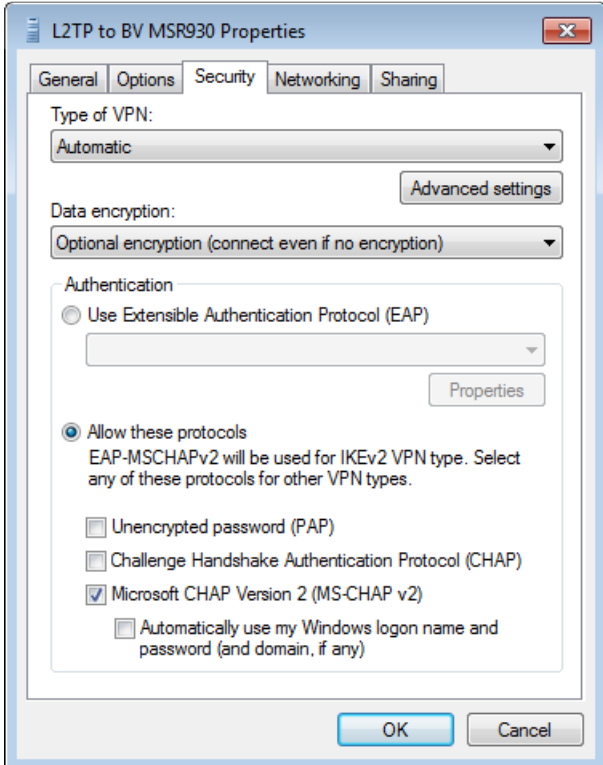 L2TP to BV MSR930 Properties
General Options Security Networking Sharing
Type of VPN:
Automatic
Advanced settings
Data encryption:
Optional encryption (connect even if no encryption)
Authentication
Use Extensible Authentication Protocol (EAP)
Properties
Allow these protocols
EAP-MSCHAPv2 will be used for IKEv2 VPN type. Select
any of these protocols for other VPN types.
Unencrypted password (PAP)
Challenge Handshake Authentication Protocol (CHAP)
Microsoft CHAP Version 2 (MS-CHAP v2)
Automatically use my Windows logon name and
password (and domain, if any)
OK Cancel